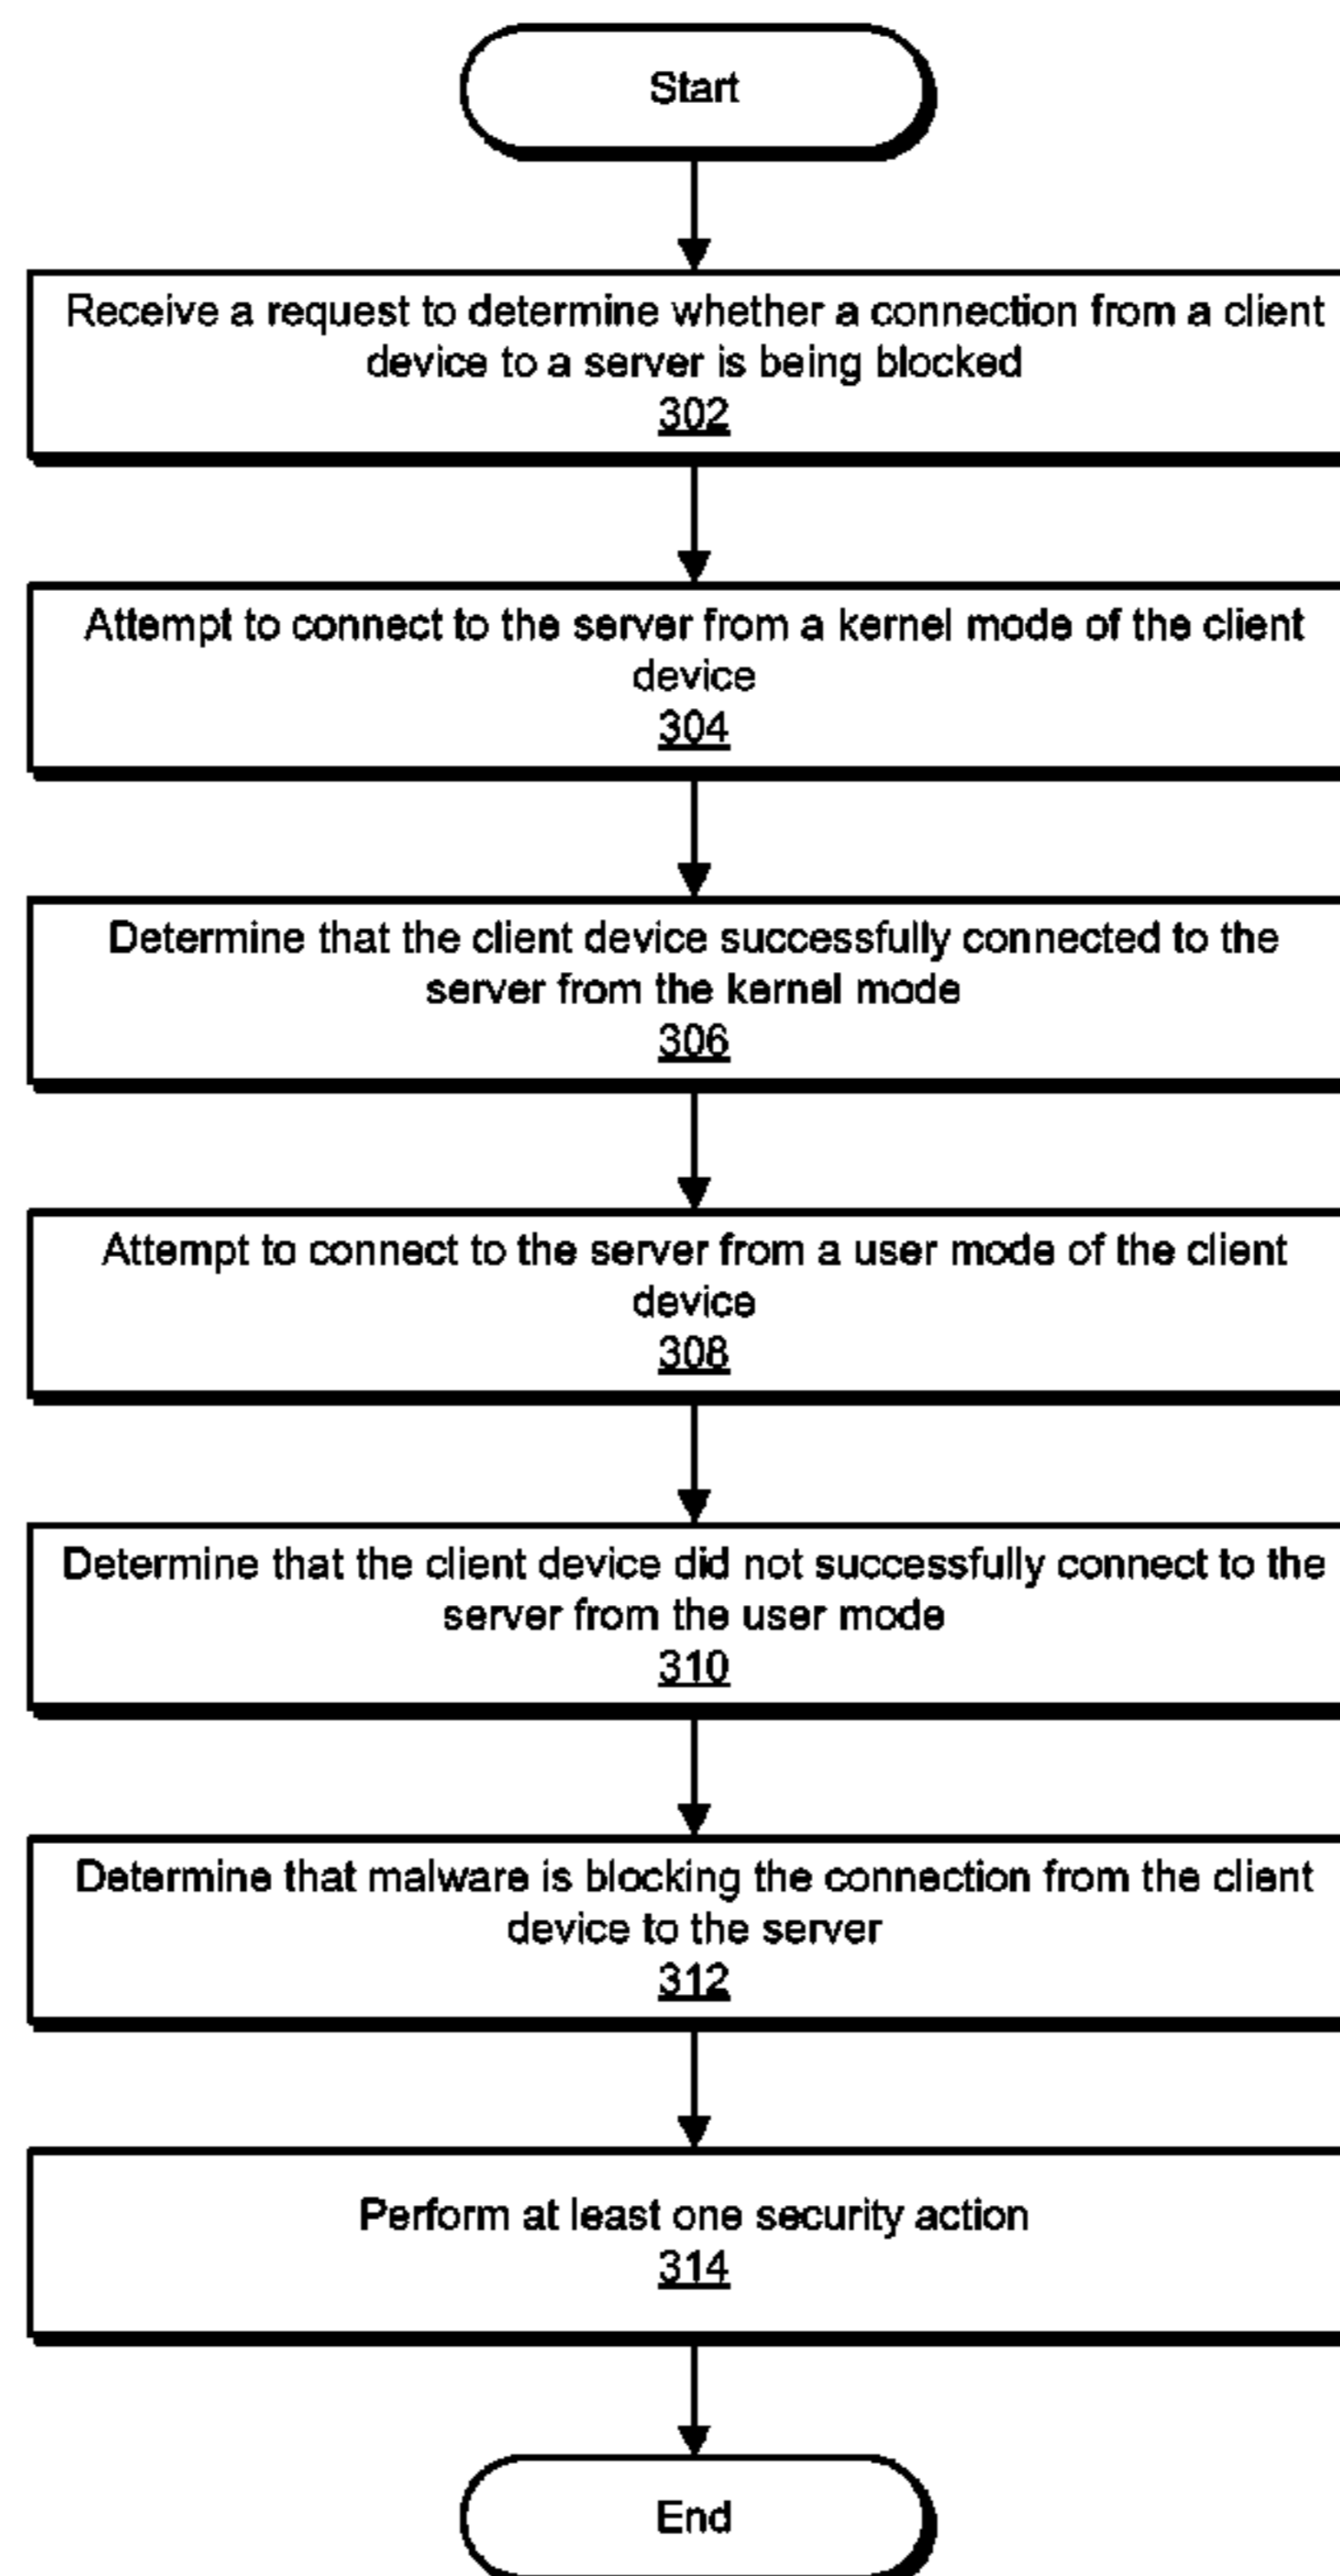 Start
Receive a request to determine whether a connection from a client
device to a server is being blocked
302
Attempt to connect to the server from a kernel mode of the client
device
304
Determine that the client device successfully connected to the
server from the kernel mode
306
Attempt to connect to the server from a user mode of the client
device
308
Determine that the client device did not successfully connect to the
server from the user mode
310
Determine that malware is blocking the connection from the client
device to the server
312
Perform at least one security action
314
End